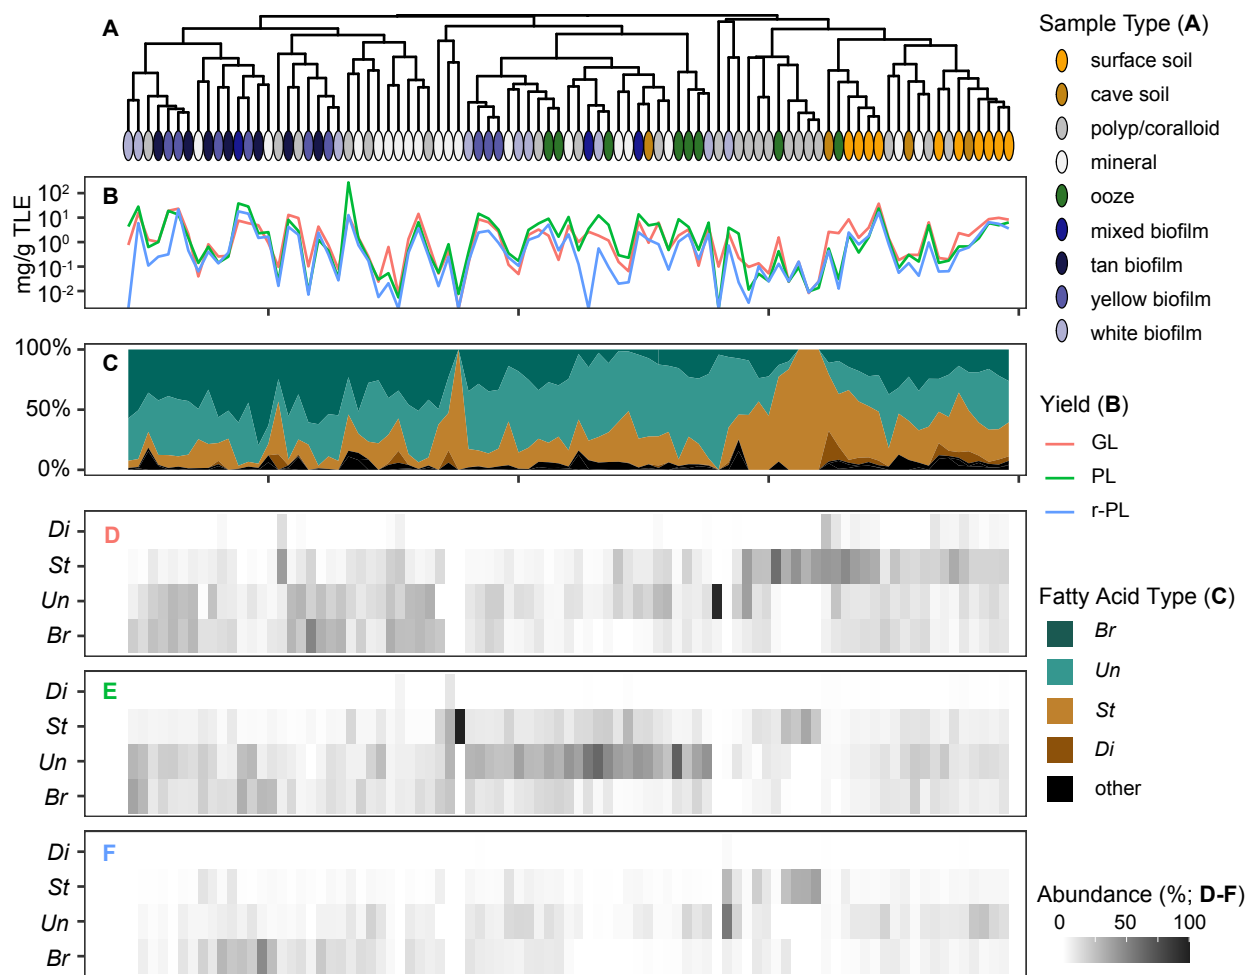 A
Sample Type (A)
surface soil
cave soil
polyp/coralloid
mineral
ooze
mixed biofilm
tan biofilm
yellow biofilm
white biofilm
B
mg/g TLE
10²
10¹
10⁰
10⁻¹
10⁻²
Yield (B)
GL
PL
r-PL
C
100%
50%
0%
Fatty Acid Type (C)
Br
Un
St
Di
other
D
Di
St
Un
Br
E
Di
St
Un
Br
F
Di
St
Un
Br
Abundance (%; D-F)
0 50 100